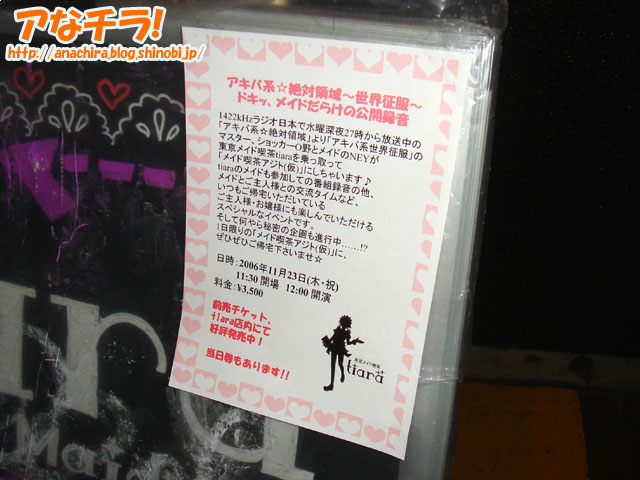 アなチラ!
http://anachira.blog.shinobi.jp/
アキバ系☆絶対領域～世界征服～
ドキッ、メイドだらけの公開録音
1422kHzラジオ日本で水曜深夜27時から放送中の
「アキバ系☆絶対領域」より「アキバ系世界征服」の
マスター、ショッカーO野とメイドのNEYが
東京メイド喫茶tiaraを乗っ取って
「メイド喫茶アジト(仮)」にしちゃいます♪
tiaraのメイドも参加しての番組録音の他、
メイドとご主人様との交流タイムなど、
いつもご帰宅いただいている
ご主人様・お嬢様にも楽しんでいただける
スペシャルなイベントです。
そして何やら秘密の企画も進行中……!?
1日限りの「メイド喫茶アジト(仮)」に、
ぜひぜひご帰宅下さいませ☆
日時：2006年11月23日(木・祝)
11:30開場 12:00開演
料金：¥3,500
前売チケット、
tiara店内にて
好評発売中！
当日券もあります!!
東京メイド喫茶
tiara